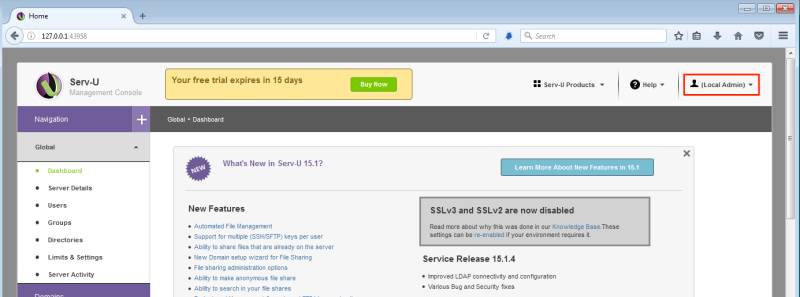 Home
127.0.0.1:43958
Search
Serv-U
Management Console
Your free trial expires in 15 days
Buy Now
Serv-U Products
Help
(Local Admin)
Navigation
Global • Dashboard
Global
Dashboard
Server Details
Users
Groups
Directories
Limits & Settings
Server Activity
Domains
NEW
What's New in Serv-U 15.1?
Learn More About New Features in 15.1
New Features
Automated File Management
Support for multiple (SSH/SFTP) keys per user
Ability to share files that are already on the server
New Domain setup wizard for File Sharing
File-sharing administration options
Ability to make anonymous file share
Ability to search in your file shares
SSLv3 and SSLv2 are now disabled
Read more about why this was done in our Knowledge Base.These
settings can be re-enabled if your environment requires it.
Service Release 15.1.4
Improved LDAP connectivity and configuration
Various Bug and Security fixes